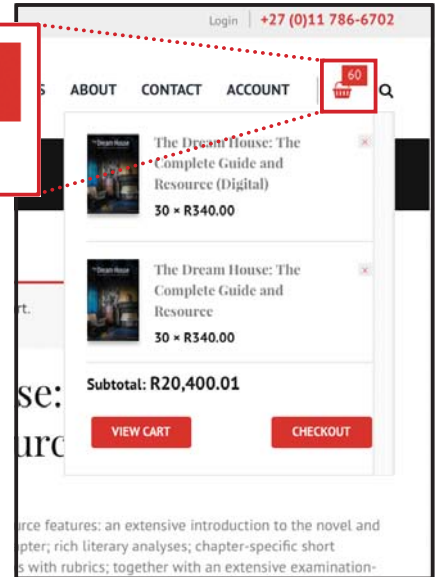 Login | +27 (0)11 786-6702
S ABOUT CONTACT ACCOUNT 60
The Dream House: The
Complete Guide and
Resource (Digital)
×
30 × R340.00
The Dream House: The
Complete Guide and
Resource
×
30 × R340.00
rt.
Subtotal: R20,400.01
VIEW CART CHECKOUT
se:
urc
urce features: an extensive introduction to the novel and
apter; rich literary analyses; chapter-specific short
s with rubrics; together with an extensive examination-